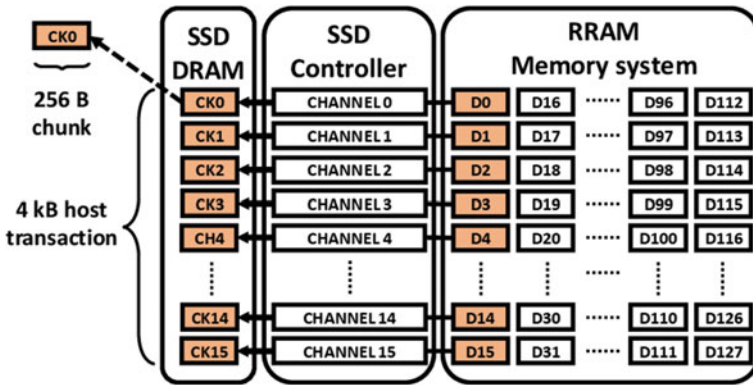 CK0
256 B
chunk
4 kB host
transaction
SSD
DRAM
SSD
Controller
RRAM
Memory system
CK0 CHANNEL 0 D0 D16 ...... D96 D112
CK1 CHANNEL 1 D1 D17 ...... D97 D113
CK2 CHANNEL 2 D2 D18 ...... D98 D114
CK3 CHANNEL 3 D3 D19 ...... D99 D115
CH4 CHANNEL 4 D4 D20 ...... D100 D116
CK14 CHANNEL 14 D14 D30 ...... D110 D126
CK15 CHANNEL 15 D15 D31 ...... D111 D127